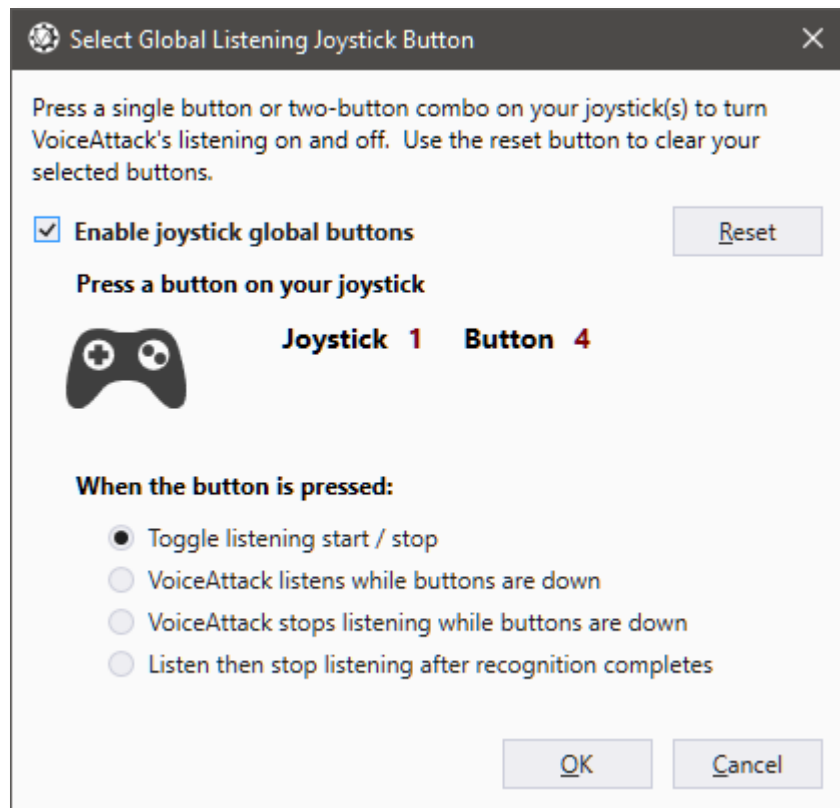 Select Global Listening Joystick Button
Press a single button or two-button combo on your joystick(s) to turn
VoiceAttack's listening on and off.  Use the reset button to clear your
selected buttons.
Enable joystick global buttons
Reset
Press a button on your joystick
Joystick 1 Button 4
When the button is pressed:
Toggle listening start / stop
VoiceAttack listens while buttons are down
VoiceAttack stops listening while buttons are down
Listen then stop listening after recognition completes
OK Cancel